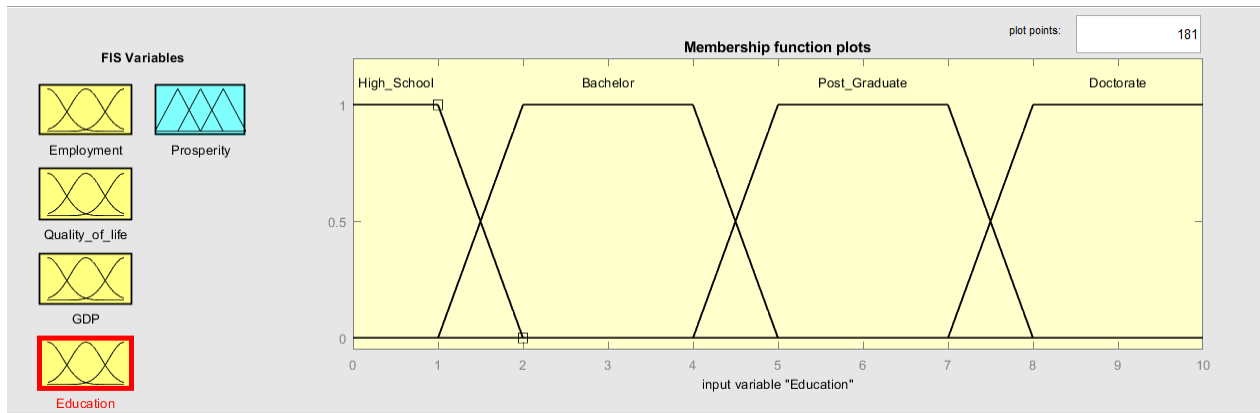 plot points:
181
FIS Variables
Membership function plots
High_School
Bachelor
Post_Graduate
Doctorate
Employment
Prosperity
Quality_of_life
GDP
Education
1
0.5
0
0 1 2 3 4 5 6 7 8 9 10
input variable "Education"